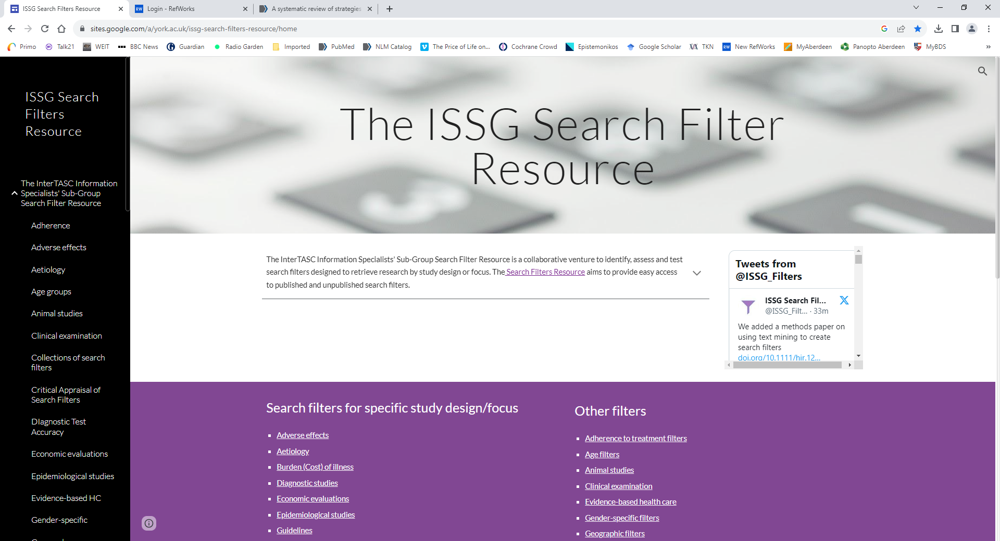 ISSG Search Filters Resource
Login - RefWorks
A systematic review of strategies
sites.google.com/a/york.ac.uk/issg-search-filters-resource/home
Primo
Talk21
WEIT
BBC News
Guardian
Radio Garden
Imported
PubMed
NLM Catalog
The Price of Life on...
Cochrane Crowd
Epistemonikos
Google Scholar
TKN
New RefWorks
MyAberdeen
Panopto Aberdeen
MyBDS
ISSG Search
Filters
Resource
The InterTASC Information
Specialists' Sub-Group
Search Filter Resource
Adherence
Adverse effects
Aetiology
Age groups
Animal studies
Clinical examination
Collections of search
filters
Critical Appraisal of
Search Filters
DIagnostic Test
Accuracy
Economic evaluations
Epidemiological studies
Evidence-based HC
Gender-specific
The ISSG Search Filter
Resource
The InterTASC Information Specialists' Sub-Group Search Filter Resource is a collaborative venture to identify, assess and test
search filters designed to retrieve research by study design or focus. The Search Filters Resource aims to provide easy access
to published and unpublished search filters.
Tweets from
@ISSG_Filters
ISSG Search Fil...
@ISSG_Filt... · 33m
We added a methods paper on
using text mining to create
search filters
doi.org/10.1111/hir.12...
Search filters for specific study design/focus
Adverse effects
Aetiology
Burden (Cost) of illness
Diagnostic studies
Economic evaluations
Epidemiological studies
Guidelines
Other filters
Adherence to treatment filters
Age filters
Animal studies
Clinical examination
Evidence-based health care
Gender-specific filters
Geographic filters